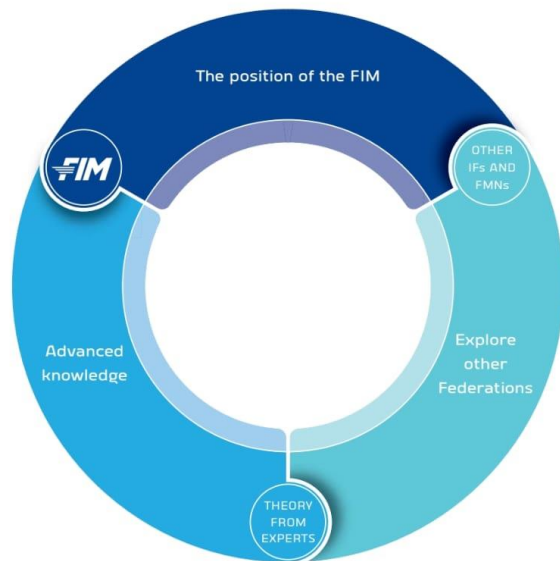 The position of the FIM
FIM
OTHER
IFs AND
FMNs
Advanced
knowledge
Explore
other
Federations
THEORY
FROM
EXPERTS